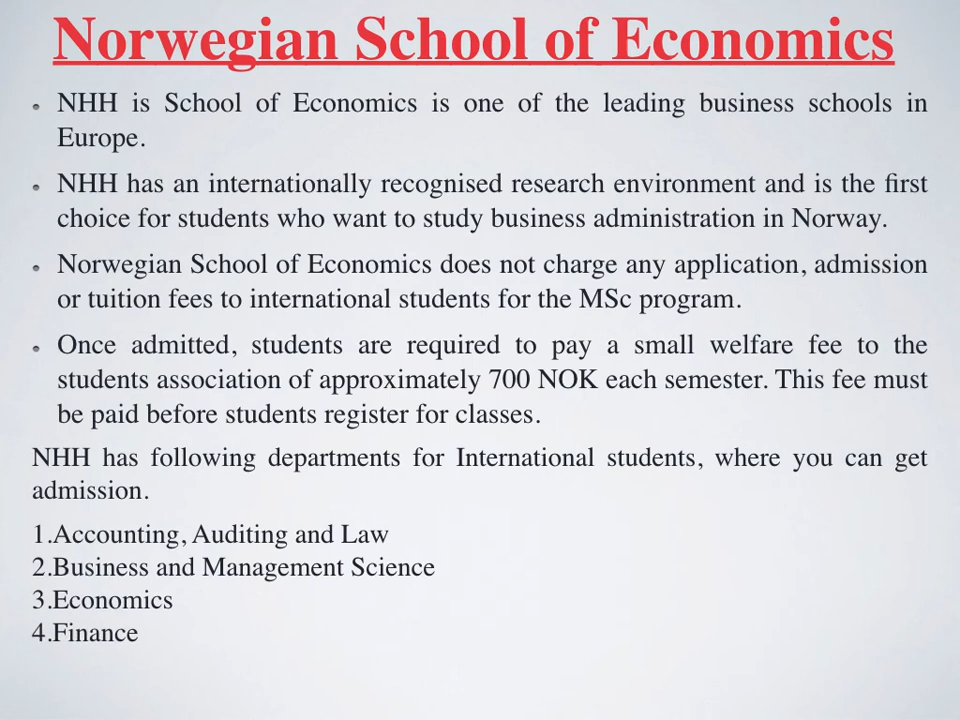 Norwegian School of Economics
• NHH is School of Economics is one of the leading business schools in
Europe.
• NHH has an internationally recognised research environment and is the first
choice for students who want to study business administration in Norway.
• Norwegian School of Economics does not charge any application, admission
or tuition fees to international students for the MSc program.
• Once admitted, students are required to pay a small welfare fee to the
students association of approximately 700 NOK each semester. This fee must
be paid before students register for classes.
NHH has following departments for International students, where you can get
admission.
1.Accounting, Auditing and Law
2.Business and Management Science
3.Economics
4.Finance